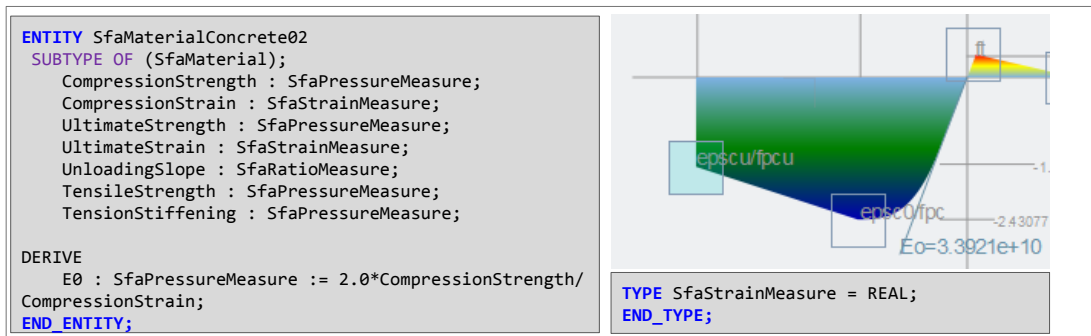 ENTITY SfaMaterialConcrete02
SUBTYPE OF (SfaMaterial);
CompressionStrength : SfaPressureMeasure;
CompressionStrain : SfaStrainMeasure;
UltimateStrength : SfaPressureMeasure;
UltimateStrain : SfaStrainMeasure;
UnloadingSlope : SfaRatioMeasure;
TensileStrength : SfaPressureMeasure;
TensionStiffening : SfaPressureMeasure;
DERIVE
E0 : SfaPressureMeasure := 2.0*CompressionStrength/
CompressionStrain;
END_ENTITY;
ft
epscu/fpcu
-1.
epsc0/fpc
-2.43077
Eo=3.3921e+10
TYPE SfaStrainMeasure = REAL;
END_TYPE;